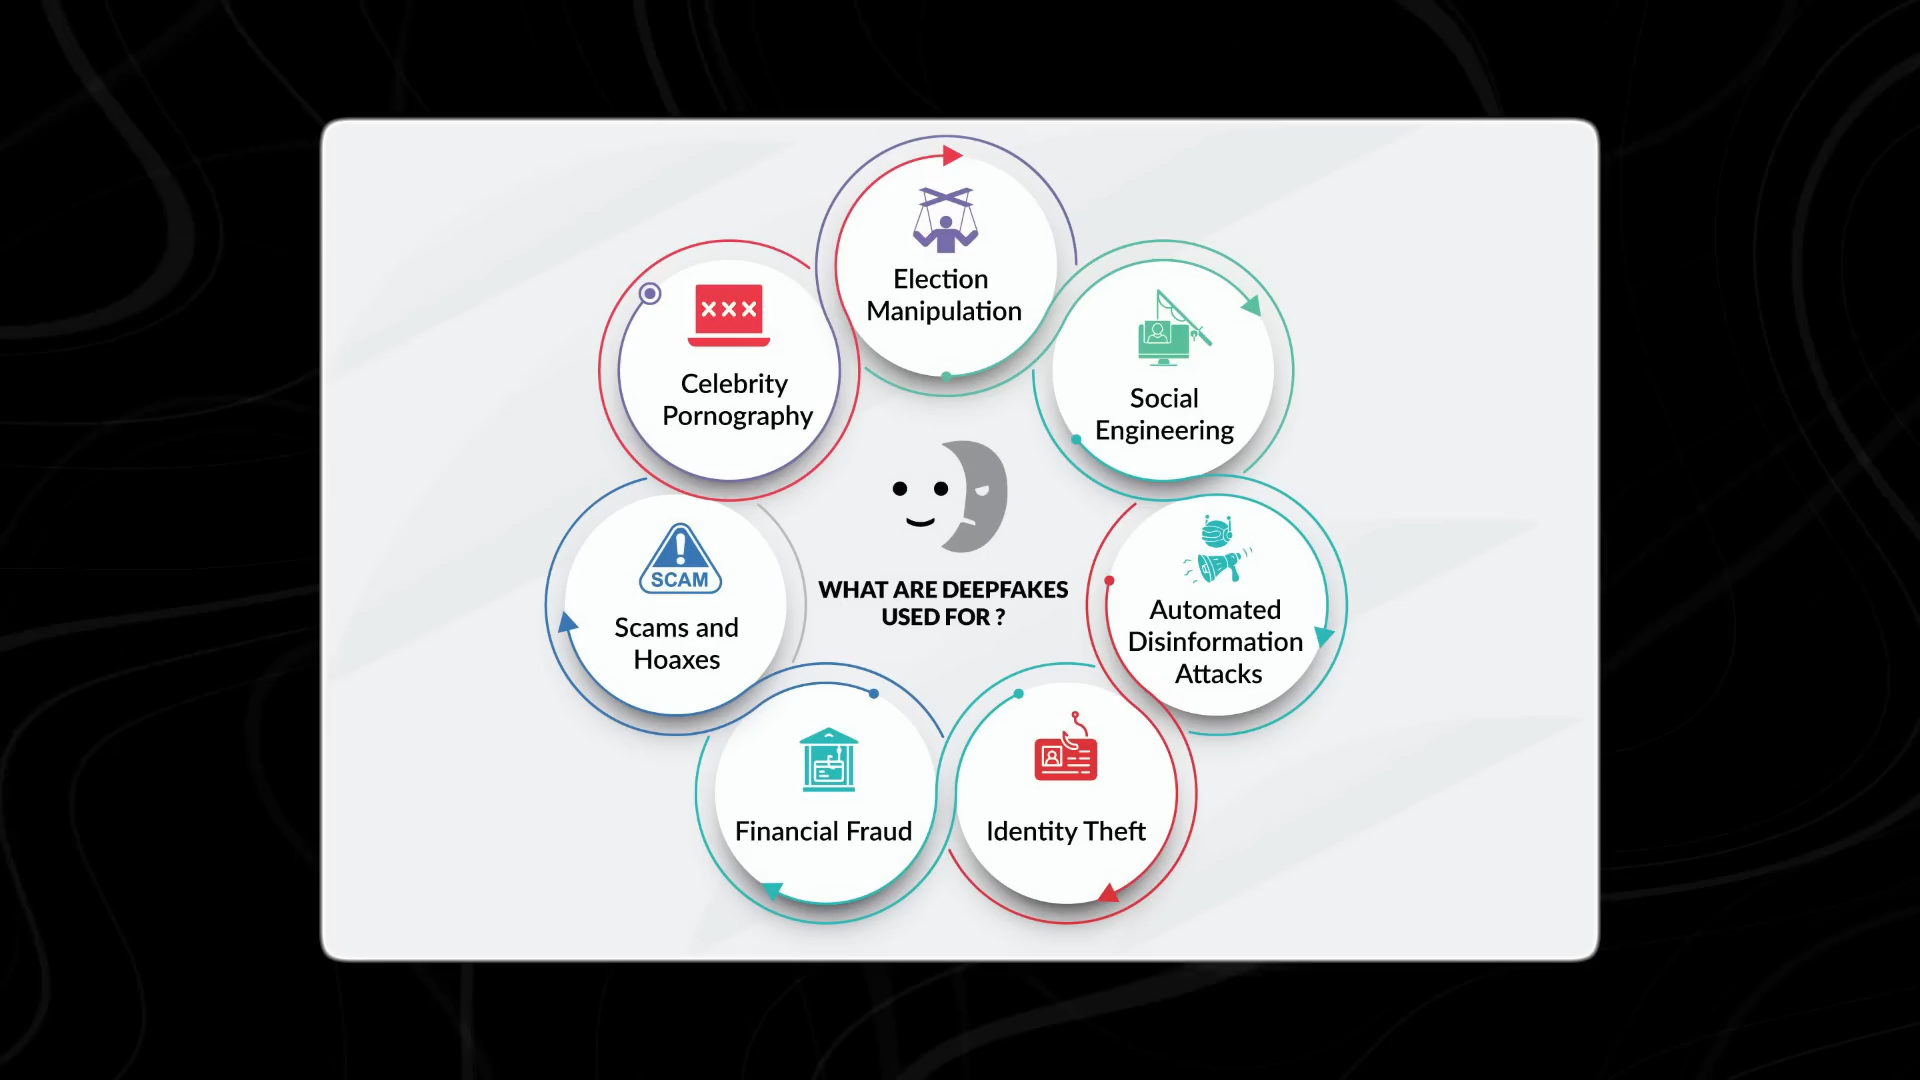 Election
Manipulation
Social
Engineering
Automated
Disinformation
Attacks
Identity Theft
Financial Fraud
SCAM
Scams and
Hoaxes
XXX
Celebrity
Pornography
WHAT ARE DEEPFAKES
USED FOR ?